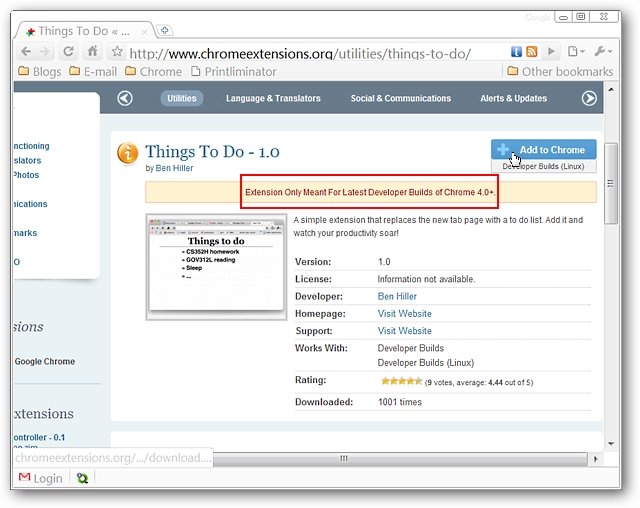 Google
Things To Do « ...
http://www.chromeextensions.org/utilities/things-to-do/
Blogs E-mail Chrome Printliminator Other bookmarks
Utilities Language & Translators Social & Communications Alerts & Updates
nctioning
slators
Photos
nications
marks
O
sions
Google Chrome
xtensions
ontroller - 0.1
Things To Do - 1.0
by Ben Hiller
Add to Chrome
Developer Builds (Linux)
Extension Only Meant For Latest Developer Builds of Chrome 4.0+.
Things to do
» CS352H homework
» GOV312L reading
» Sleep
» ...
A simple extension that replaces the new tab page with a to do list. Add it and
watch your productivity soar!
Version: 1.0
License: Information not available.
Developer: Ben Hiller
Homepage: Visit Website
Support: Visit Website
Works With: Developer Builds
Developer Builds (Linux)
Rating: (9 votes, average: 4.44 out of 5)
Downloaded: 1001 times
chromeextensions.org/.../download....
Login